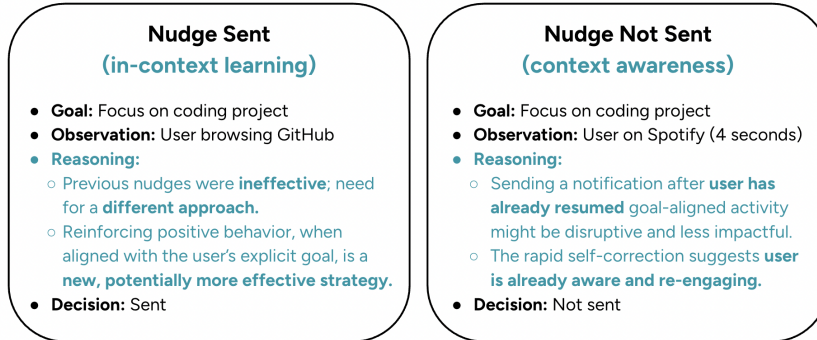 Nudge Sent
(in-context learning)
● Goal: Focus on coding project
● Observation: User browsing GitHub
● Reasoning:
○ Previous nudges were ineffective; need
for a different approach.
○ Reinforcing positive behavior, when
aligned with the user's explicit goal, is a
new, potentially more effective strategy.
● Decision: Sent
Nudge Not Sent
(context awareness)
● Goal: Focus on coding project
● Observation: User on Spotify (4 seconds)
● Reasoning:
○ Sending a notification after user has
already resumed goal-aligned activity
might be disruptive and less impactful.
○ The rapid self-correction suggests user
is already aware and re-engaging.
● Decision: Not sent